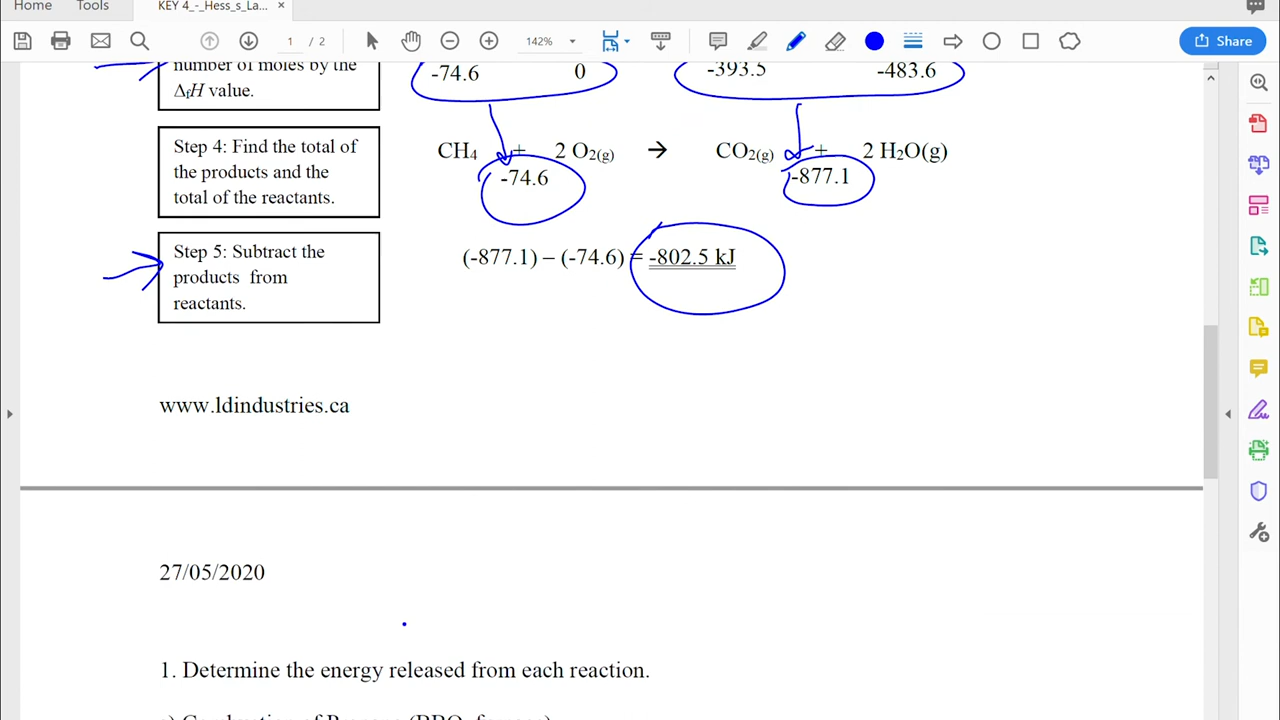 Home Tools KEY 4_-_Hess_s_La... ×
1 / 2 142% Share
number of moles by the
ΔfH value.
-74.6 0 -393.5 -483.6
Step 4: Find the total of
the products and the
total of the reactants.
CH4 + 2 O2(g) → CO2(g) + 2 H2O(g)
-74.6 -877.1
Step 5: Subtract the
products from
reactants.
(-877.1) – (-74.6) = -802.5 kJ
www.ldindustries.ca
27/05/2020
1. Determine the energy released from each reaction.